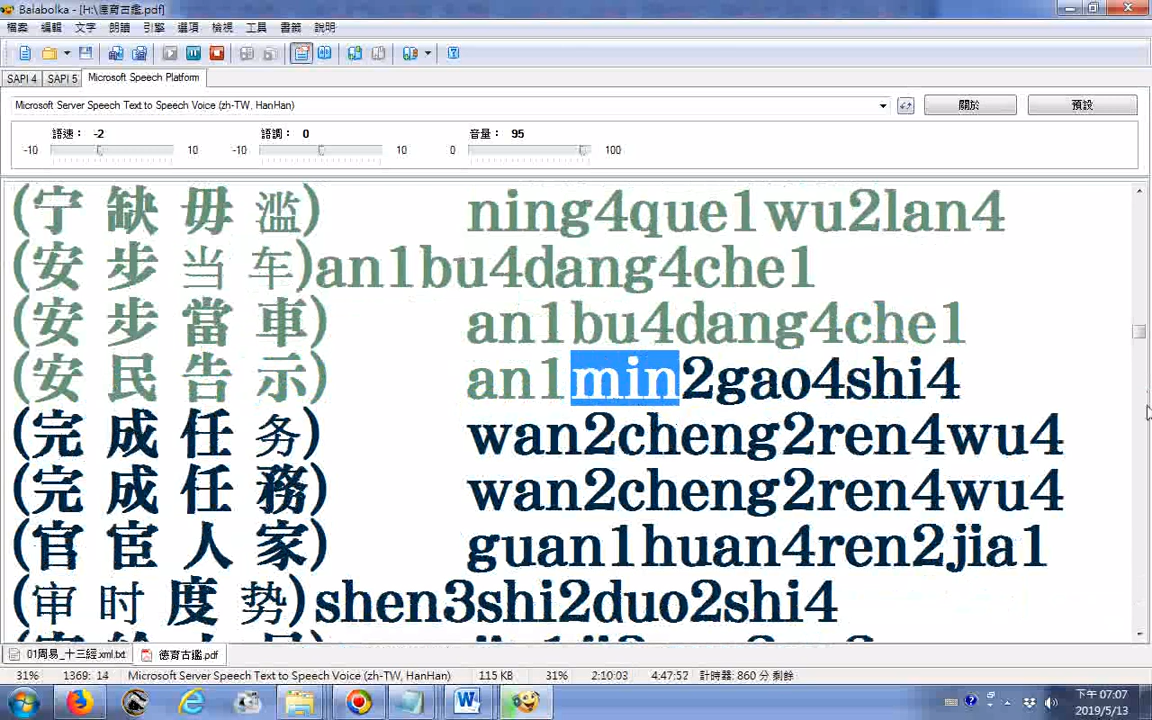 Balabolka - [H:\德育古鑑.pdf]
檔案 編輯 文字 朗讀 引擎 選項 檢視 工具 書籤 說明
SAPI 4 SAPI 5 Microsoft Speech Platform
Microsoft Server Speech Text to Speech Voice (zh-TW, HanHan) 關於 預設
語速： -2 語調： 0 音量： 95
-10 10 -10 10 0 100
(宁 缺 毋 滥) ning4que1wu2lan4
(安 步 当 车)an1bu4dang4che1
(安 步 當 車) an1bu4dang4che1
(安 民 告 示) an1min2gao4shi4
(完 成 任 务) wan2cheng2ren4wu4
(完 成 任 務) wan2cheng2ren4wu4
(官 宦 人 家) guan1huan4ren2jia1
(审 时 度 势)shen3shi2duo2shi4
01周易_十三經.xml.txt 德育古鑑.pdf
31% 1369: 14 Microsoft Server Speech Text to Speech Voice (zh-TW, HanHan) 115 KB 31% 2:10:03 4:47:52 計時器: 860 分 剩餘
下午 07:07
2019/5/13